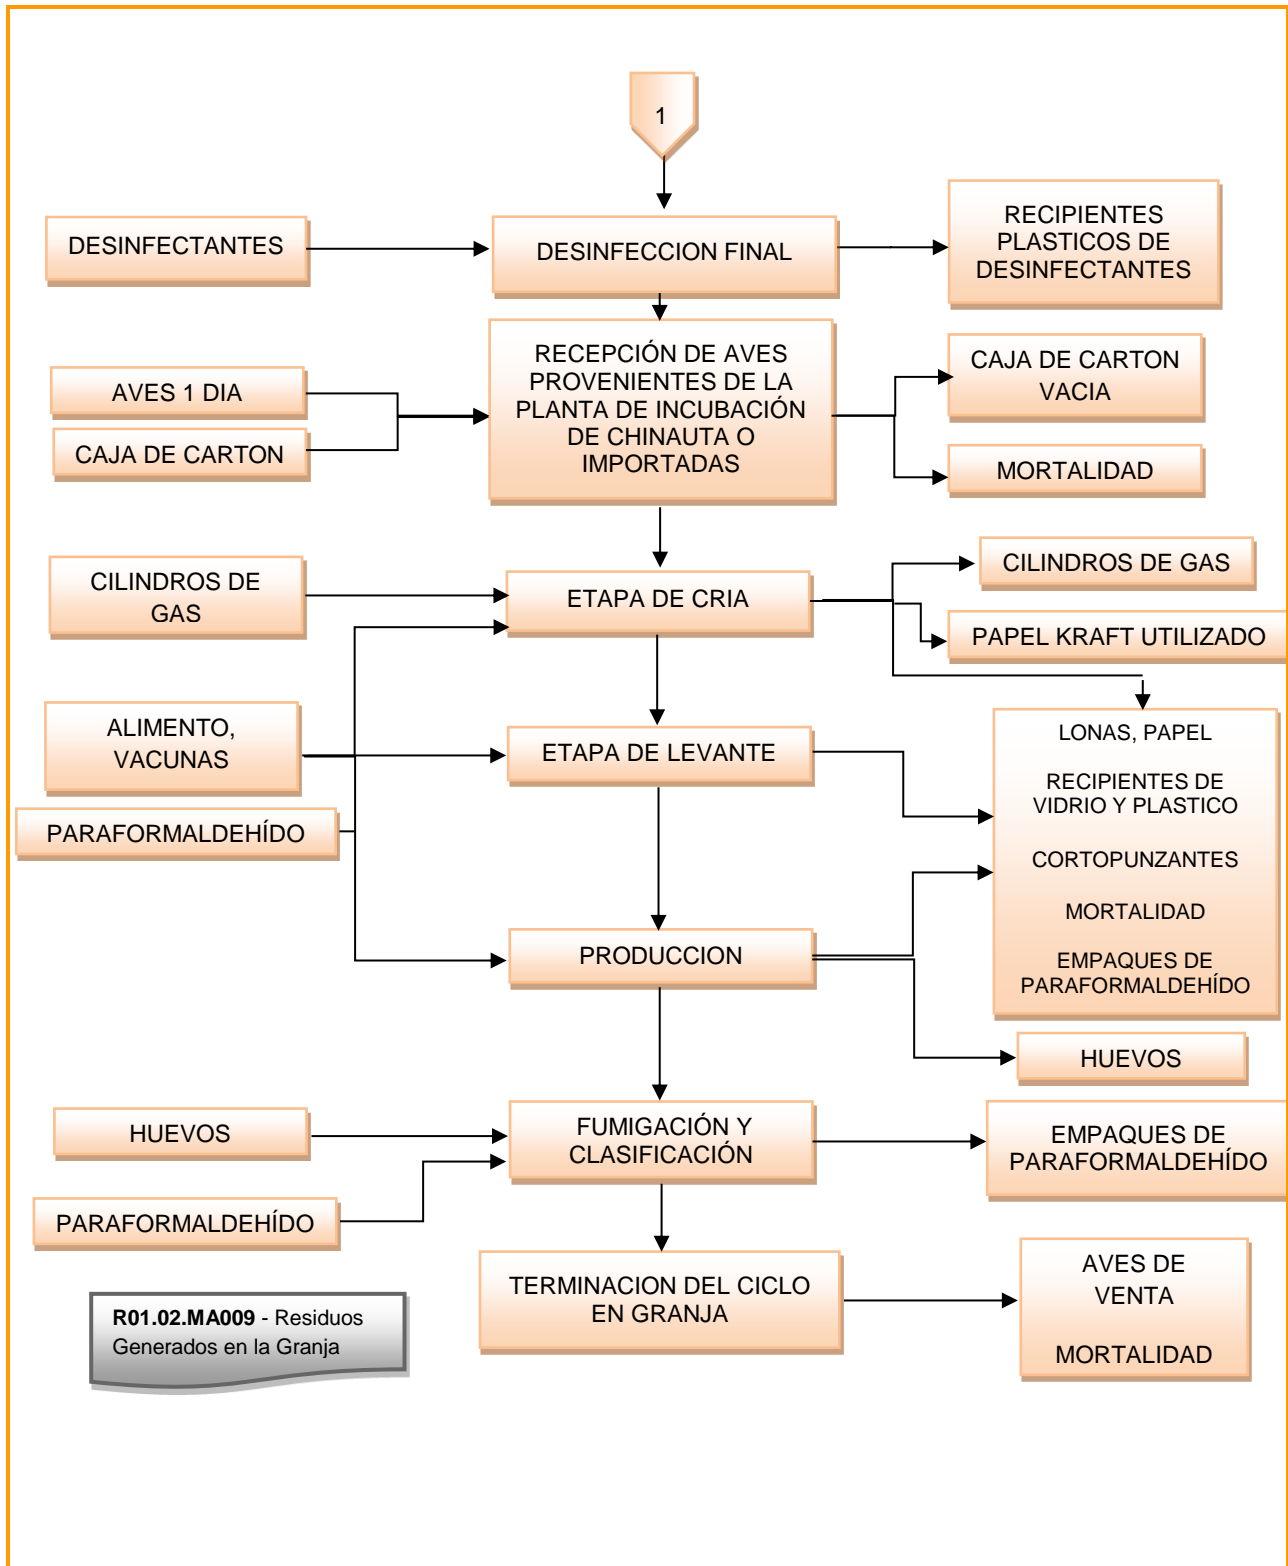 1
DESINFECTANTES
DESINFECCION FINAL
RECIPIENTES
PLASTICOS DE
DESINFECTANTES
AVES 1 DIA
CAJA DE CARTON
RECEPCIÓN DE AVES
PROVENIENTES DE LA
PLANTA DE INCUBACIÓN
DE CHINAUTA O
IMPORTADAS
CAJA DE CARTON
VACIA
MORTALIDAD
CILINDROS DE
GAS
ETAPA DE CRIA
CILINDROS DE GAS
PAPEL KRAFT UTILIZADO
ALIMENTO,
VACUNAS
PARAFORMALDEHÍDO
ETAPA DE LEVANTE
LONAS, PAPEL
RECIPIENTES DE
VIDRIO Y PLASTICO
CORTOPUNZANTES
MORTALIDAD
EMPAQUES DE
PARAFORMALDEHÍDO
PRODUCCION
HUEVOS
HUEVOS
PARAFORMALDEHÍDO
FUMIGACIÓN Y
CLASIFICACIÓN
EMPAQUES DE
PARAFORMALDEHÍDO
TERMINACION DEL CICLO
EN GRANJA
AVES DE
VENTA
MORTALIDAD
R01.02.MA009 - Residuos
Generados en la Granja